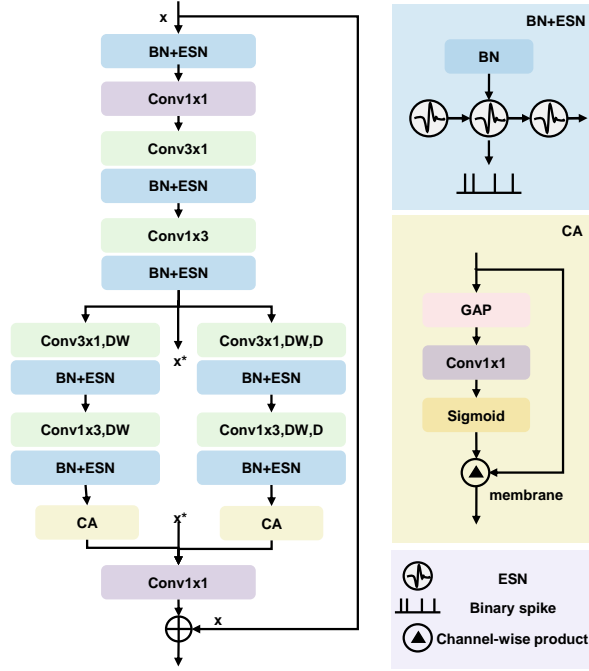 x
BN+ESN
Conv1x1
Conv3x1
BN+ESN
Conv1x3
BN+ESN
Conv3x1,DW
x*
Conv3x1,DW,D
BN+ESN
BN+ESN
Conv1x3,DW
Conv1x3,DW,D
BN+ESN
BN+ESN
CA
x*
CA
Conv1x1
x
BN+ESN
BN
CA
GAP
Conv1x1
Sigmoid
membrane
ESN
Binary spike
Channel-wise product